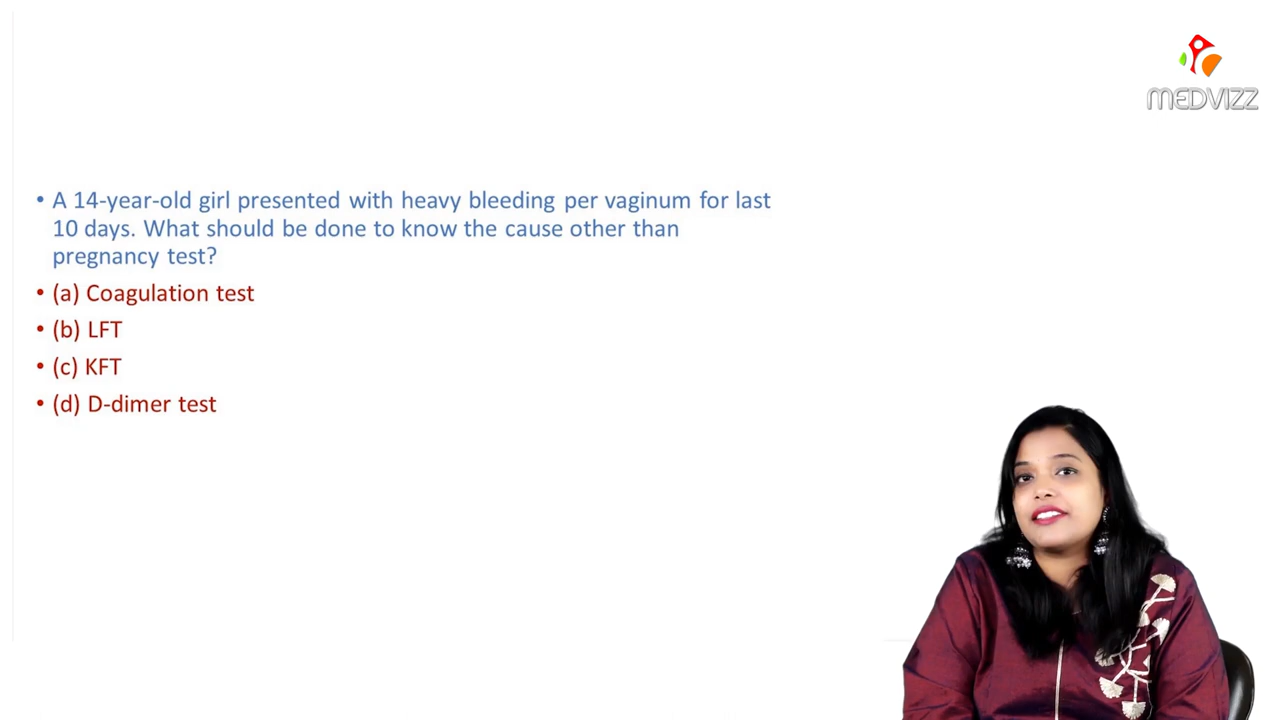 MEDVIZZ
• A 14-year-old girl presented with heavy bleeding per vaginum for last
10 days. What should be done to know the cause other than
pregnancy test?
• (a) Coagulation test
• (b) LFT
• (c) KFT
• (d) D-dimer test